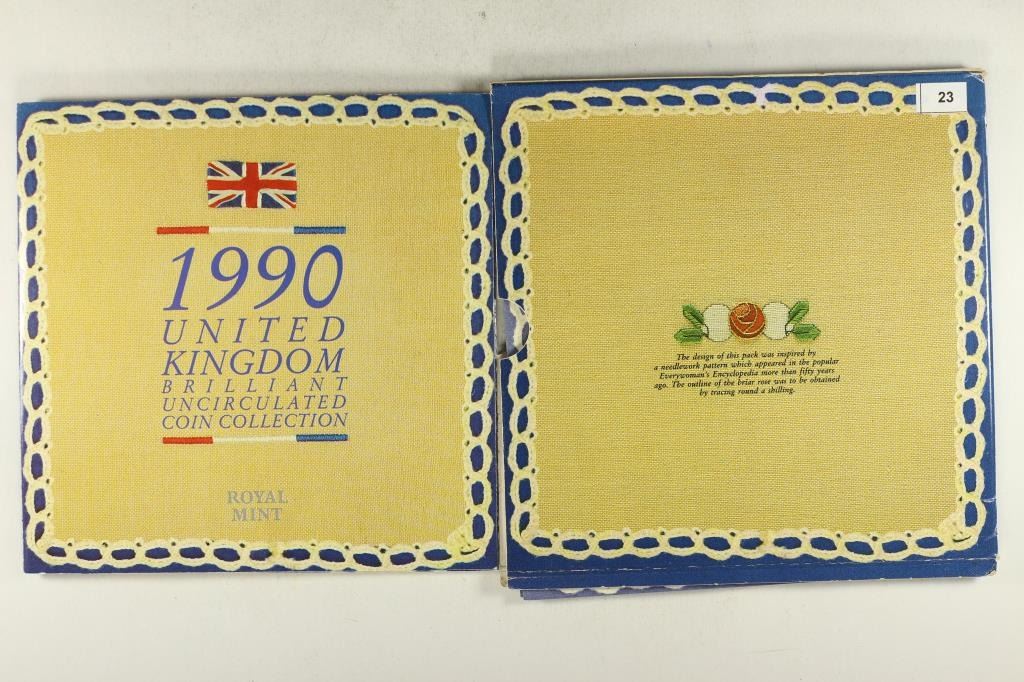 1990
UNITED
KINGDOM
BRILLIANT
UNCIRCULATED
COIN COLLECTION
ROYAL
MINT
23
The design of this pack was inspired by
a needlework pattern which appeared in the popular
Everywoman's Encyclopedia more than fifty years
ago. The outline of the briar rose was to be obtained
by tracing round a shilling.